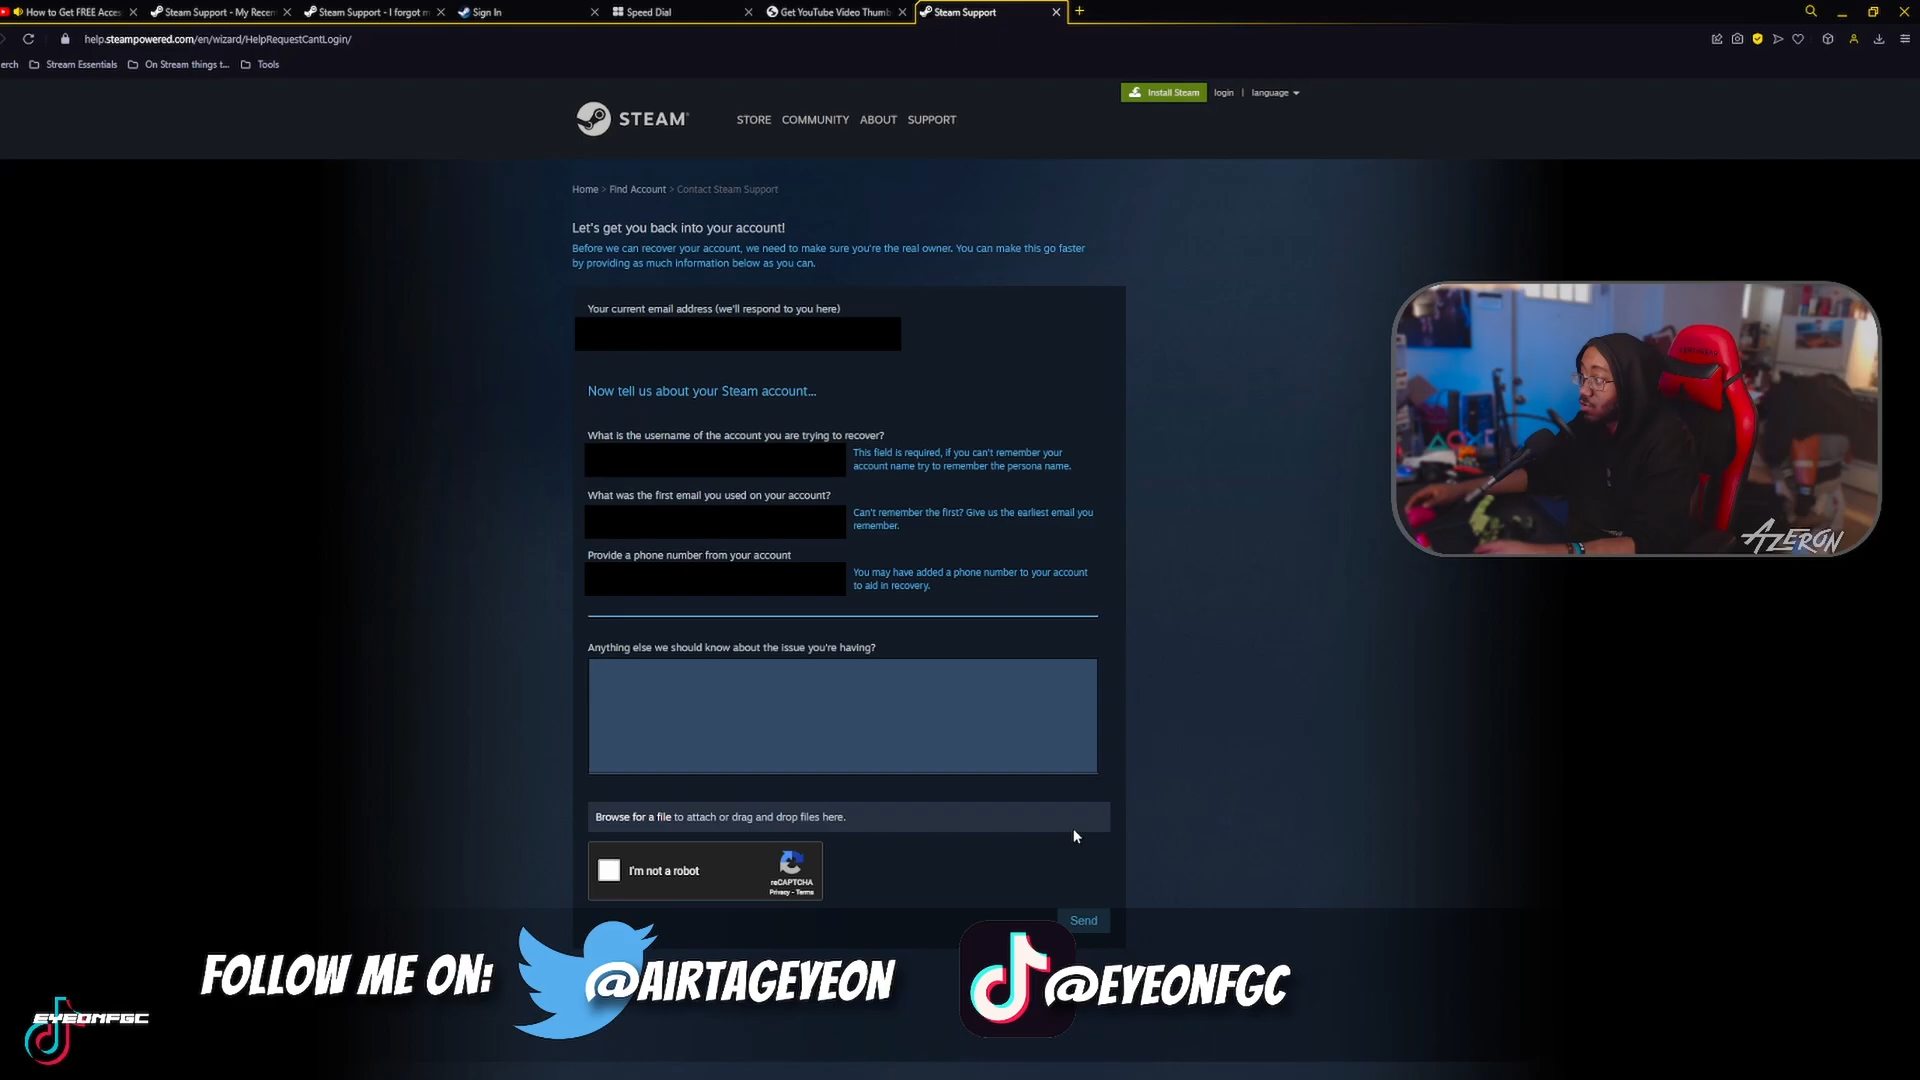 How to Get FREE Acces
Steam Support - My Recen
Steam Support - I forgot m
Sign In
Speed Dial
Get YouTube Video Thumb
Steam Support
help.steampowered.com/en/wizard/HelpRequestCantLogin/
erch
Stream Essentials
On Stream things t...
Tools
Install Steam
login | language
STEAM
STORE COMMUNITY ABOUT SUPPORT
Home > Find Account > Contact Steam Support
Let's get you back into your account!
Before we can recover your account, we need to make sure you're the real owner. You can make this go faster
by providing as much information below as you can.
Your current email address (we'll respond to you here)
Now tell us about your Steam account...
What is the username of the account you are trying to recover?
This field is required, if you can't remember your
account name try to remember the persona name.
What was the first email you used on your account?
Can't remember the first? Give us the earliest email you
remember.
Provide a phone number from your account
You may have added a phone number to your account
to aid in recovery.
Anything else we should know about the issue you're having?
Browse for a file to attach or drag and drop files here.
I'm not a robot
reCAPTCHA
Privacy - Terms
Send
AZERON
FOLLOW ME ON:
@AIRTAGEYEON
@EYEONFGC
EYEONFGC